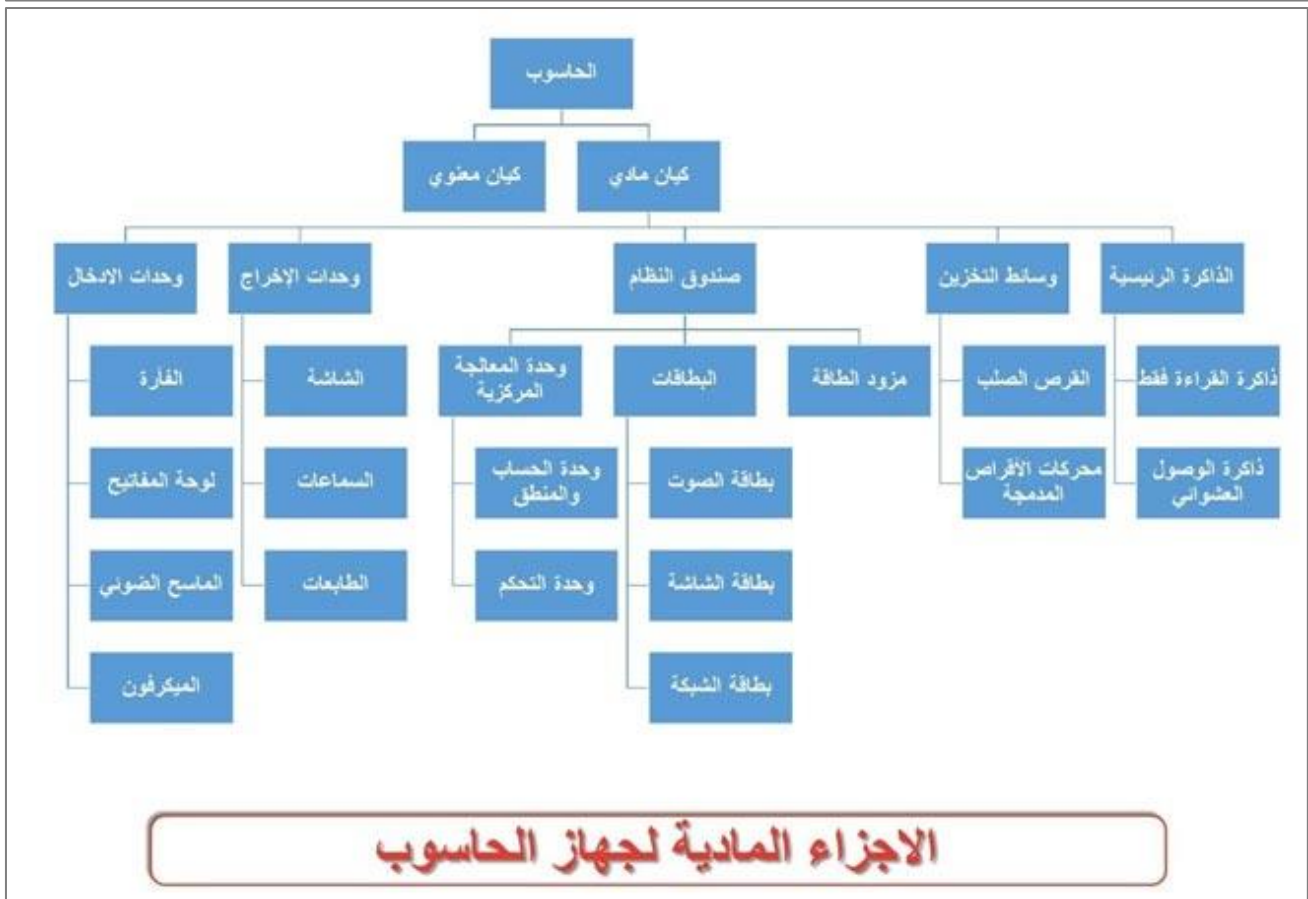 الحاسوب
كيان مادي
كيان معنوي
الذاكرة الرئيسية
وسائط التخزين
صندوق النظام
وحدات الإخراج
وحدات الادخال
ذاكرة القراءة فقط
القرص الصلب
مزود الطاقة
البطاقات
وحدة المعالجة
المركزية
الشاشة
الفأرة
ذاكرة الوصول
العشوائي
محركات الأقراص
المدمجة
بطاقة الصوت
وحدة الحساب
والمنطق
السماعات
لوحة المفاتيح
بطاقة الشاشة
وحدة التحكم
الطابعات
الماسح الضوئي
بطاقة الشبكة
الميكرفون
الاجزاء المادية لجهاز الحاسوب